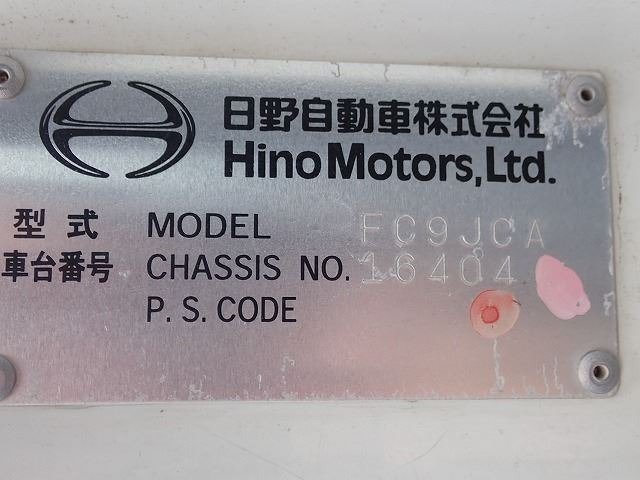 日野自動車株式会社
Hino Motors, Ltd.
型式 MODEL FC9JCA
車台番号 CHASSIS NO. 16404
P. S. CODE